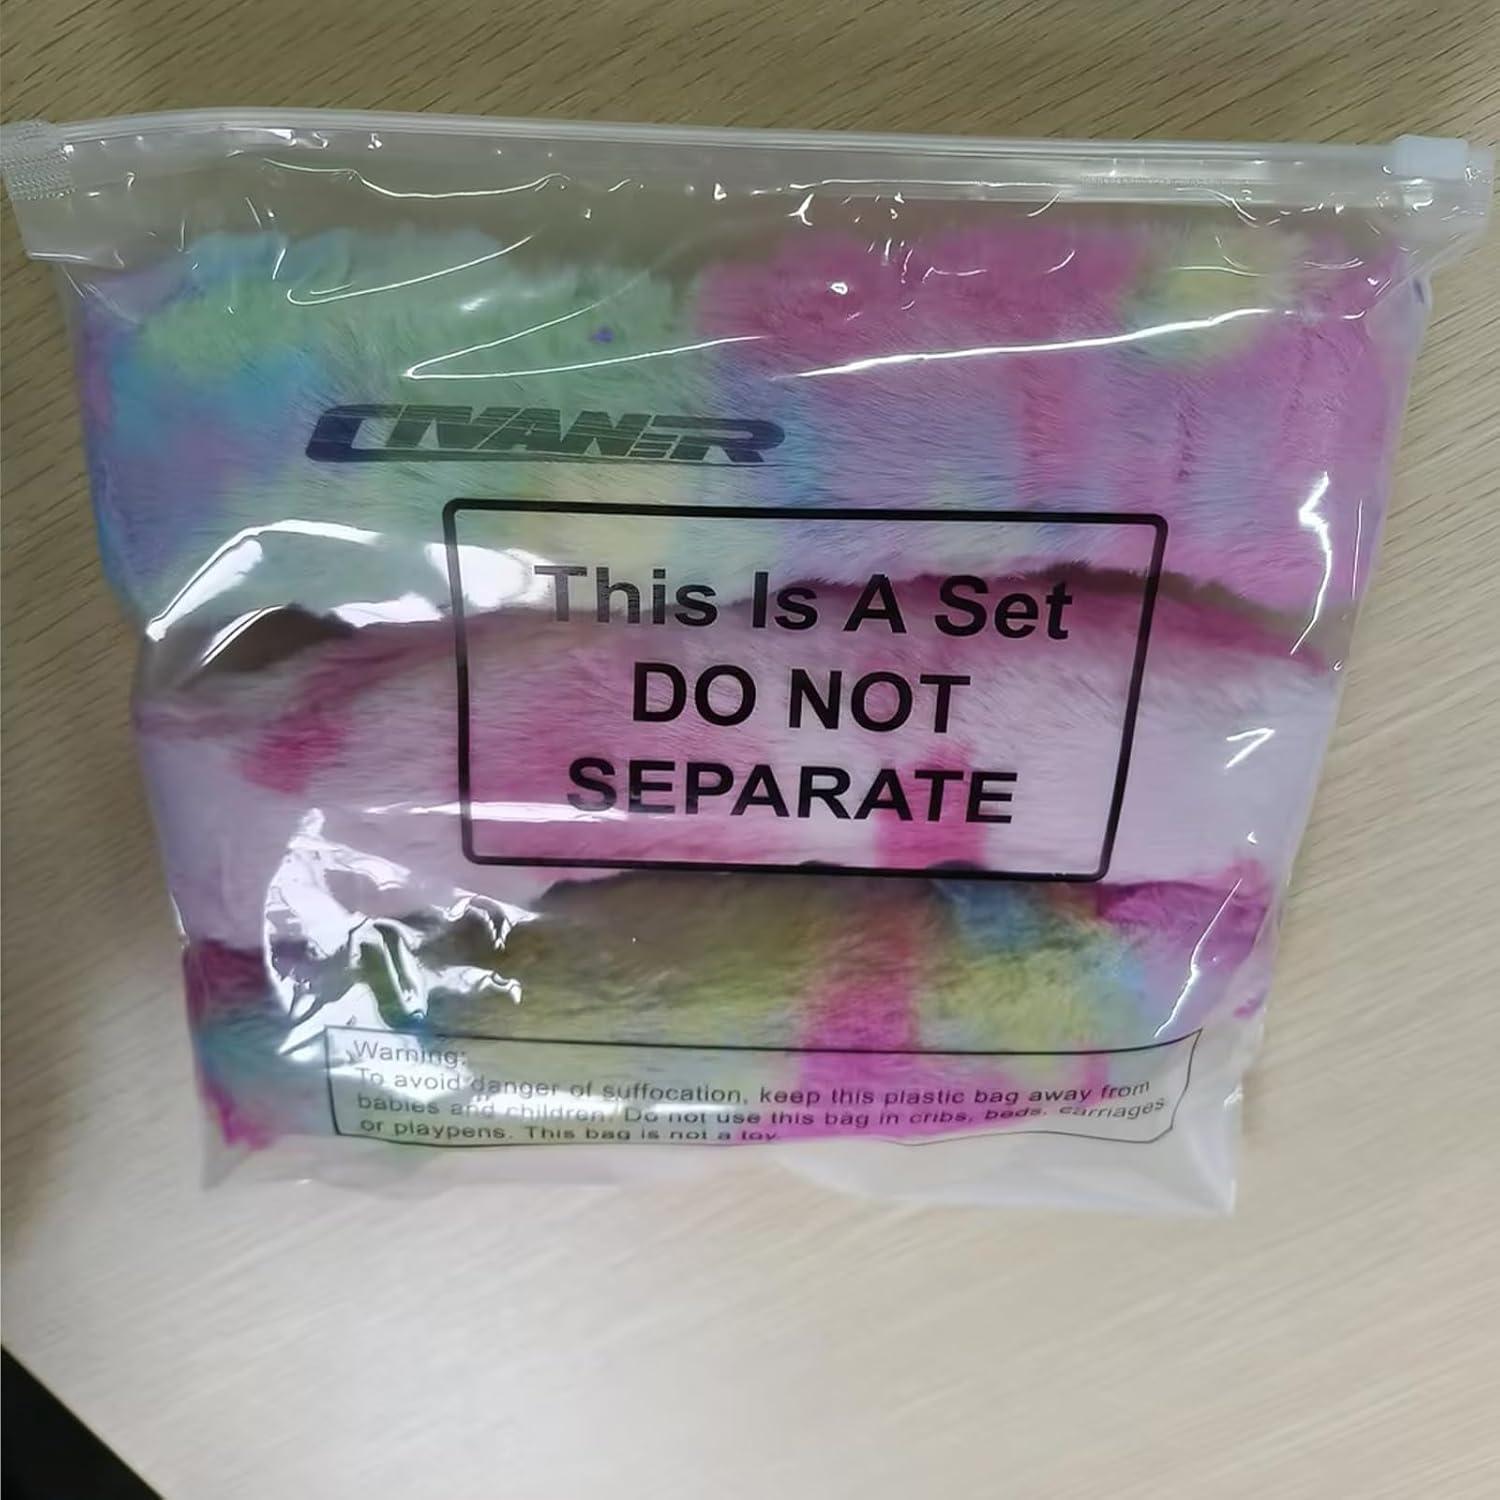 CIVANER
This Is A Set
DO NOT
SEPARATE
Warning:
To avoid danger of suffocation, keep this plastic bag away from
babies and children. Do not use this bag in cribs, beds, carriages
or playpens. This bag is not a toy.